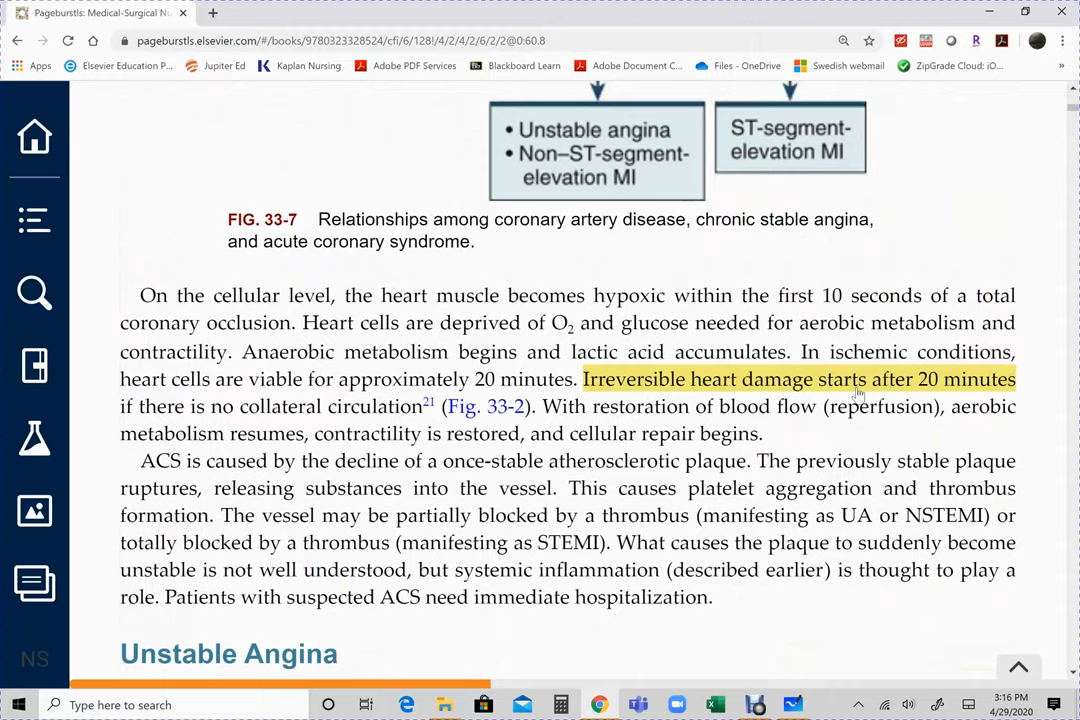 Pageburstls: Medical-Surgical Nu
pageburstls.elsevier.com/#/books/9780323328524/cfi/6/128!/4/2/4/2/6/2/2@0:60.8
Apps
Elsevier Education P...
Jupiter Ed
Kaplan Nursing
Adobe PDF Services
Blackboard Learn
Adobe Document C...
Files - OneDrive
Swedish webmail
ZipGrade Cloud: iO...
»
• Unstable angina
• Non–ST-segment-
elevation MI
ST-segment-
elevation MI
FIG. 33-7 Relationships among coronary artery disease, chronic stable angina,
and acute coronary syndrome.
On the cellular level, the heart muscle becomes hypoxic within the first 10 seconds of a total
coronary occlusion. Heart cells are deprived of O2 and glucose needed for aerobic metabolism and
contractility. Anaerobic metabolism begins and lactic acid accumulates. In ischemic conditions,
heart cells are viable for approximately 20 minutes. Irreversible heart damage starts after 20 minutes
if there is no collateral circulation21 (Fig. 33-2). With restoration of blood flow (reperfusion), aerobic
metabolism resumes, contractility is restored, and cellular repair begins.
ACS is caused by the decline of a once-stable atherosclerotic plaque. The previously stable plaque
ruptures, releasing substances into the vessel. This causes platelet aggregation and thrombus
formation. The vessel may be partially blocked by a thrombus (manifesting as UA or NSTEMI) or
totally blocked by a thrombus (manifesting as STEMI). What causes the plaque to suddenly become
unstable is not well understood, but systemic inflammation (described earlier) is thought to play a
role. Patients with suspected ACS need immediate hospitalization.
Unstable Angina
NS
Type here to search
3:16 PM
4/29/2020